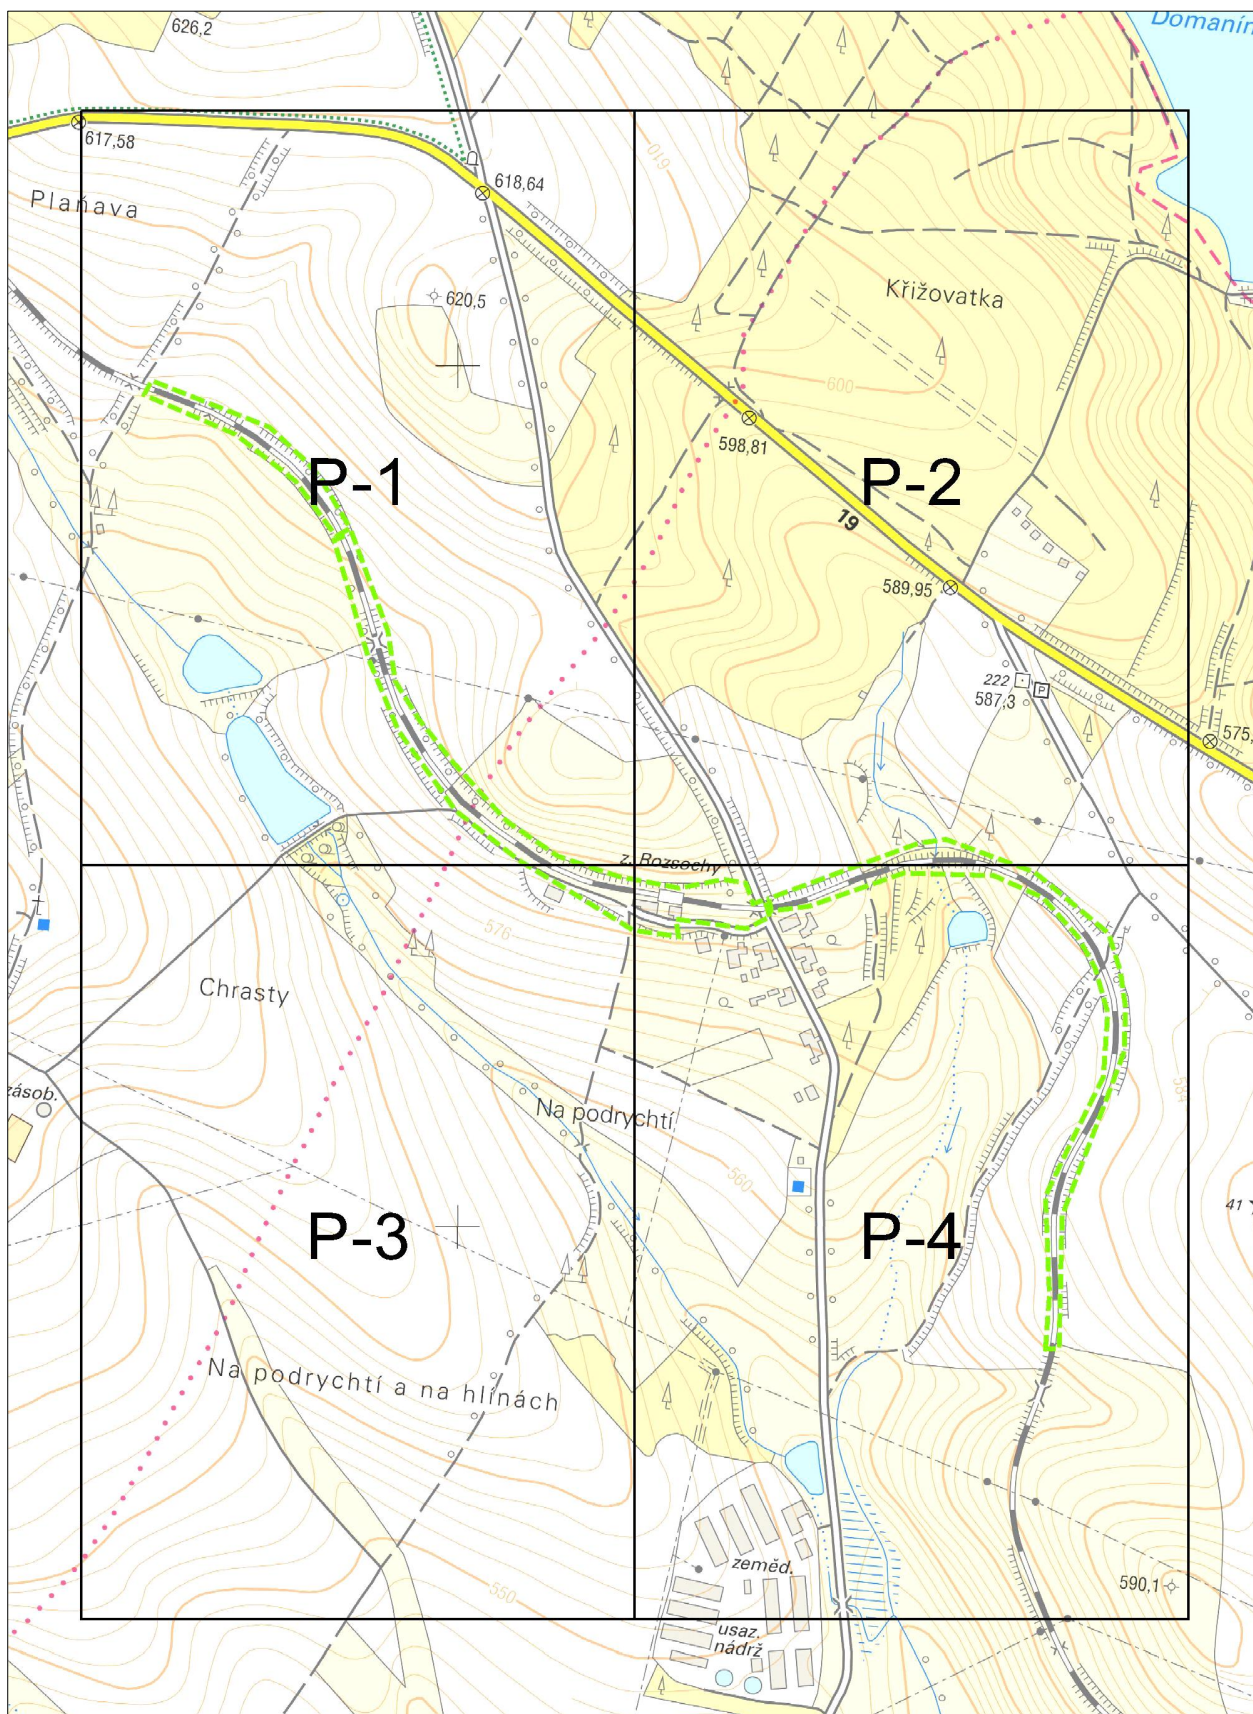 626,2
Domanín
617,58
618,64
610
Plaňava
620,5
Křižovatka
600
598,81
P-1
P-2
19
589,95
222
587,3
575,
z. Rozsochy
576
Chrasty
584
zásob.
Na podrychtí
560
41
P-3
P-4
Na podrychtí a na hlínách
550
zeměd.
590,1
usaz.
nádrž